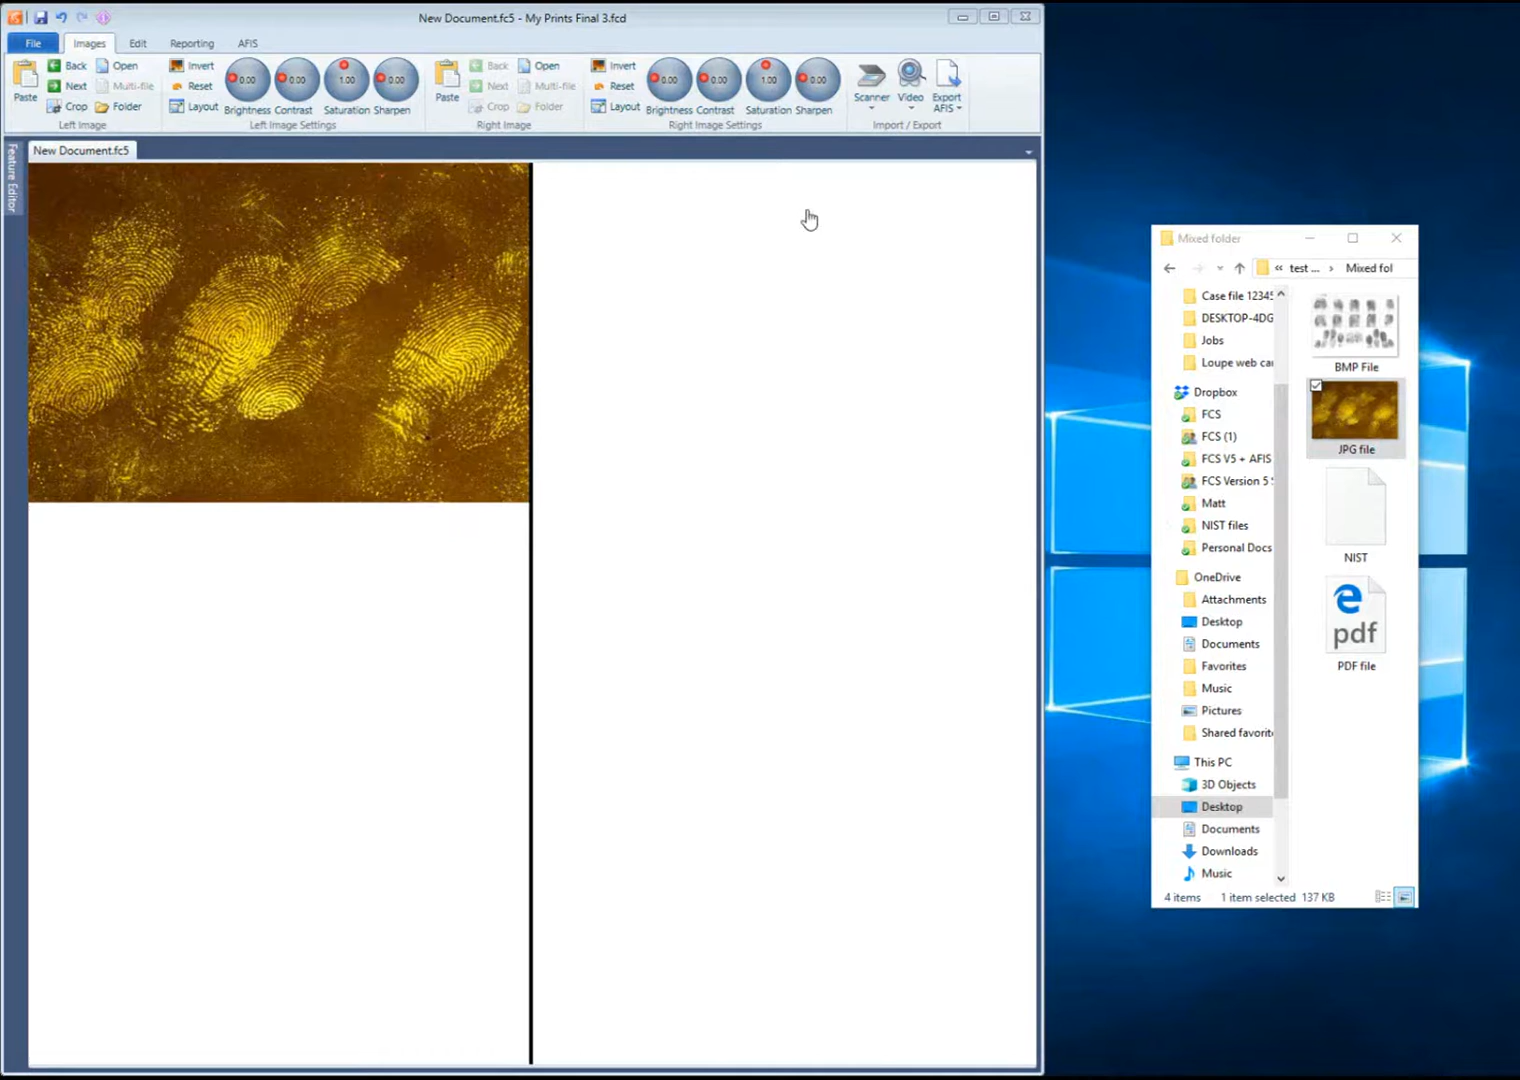 New Document.fc5 - My Prints Final 3.fcd
File Images Edit Reporting AFIS
Paste Back Open Invert 0.00 0.00 1.00 0.00 Paste Back Open Invert 0.00 0.00 1.00 0.00 Scanner Video Export AFIS
Next Multi-file Reset Next Multi-file Reset
Crop Folder Layout Brightness Contrast Saturation Sharpen Crop Folder Layout Brightness Contrast Saturation Sharpen
Left Image Left Image Settings Right Image Right Image Settings Import / Export
New Document.fc5
Feature Editor
Mixed folder
« test ... › Mixed fol
Case file 12345
DESKTOP-4DG
Jobs
Loupe web ca
Dropbox
FCS
FCS (1)
FCS V5 + AFIS
FCS Version 5
Matt
NIST files
Personal Docs
OneDrive
Attachments
Desktop
Documents
Favorites
Music
Pictures
Shared favorit
This PC
3D Objects
Desktop
Documents
Downloads
Music
BMP File
JPG file
NIST
pdf
PDF file
4 items 1 item selected 137 KB